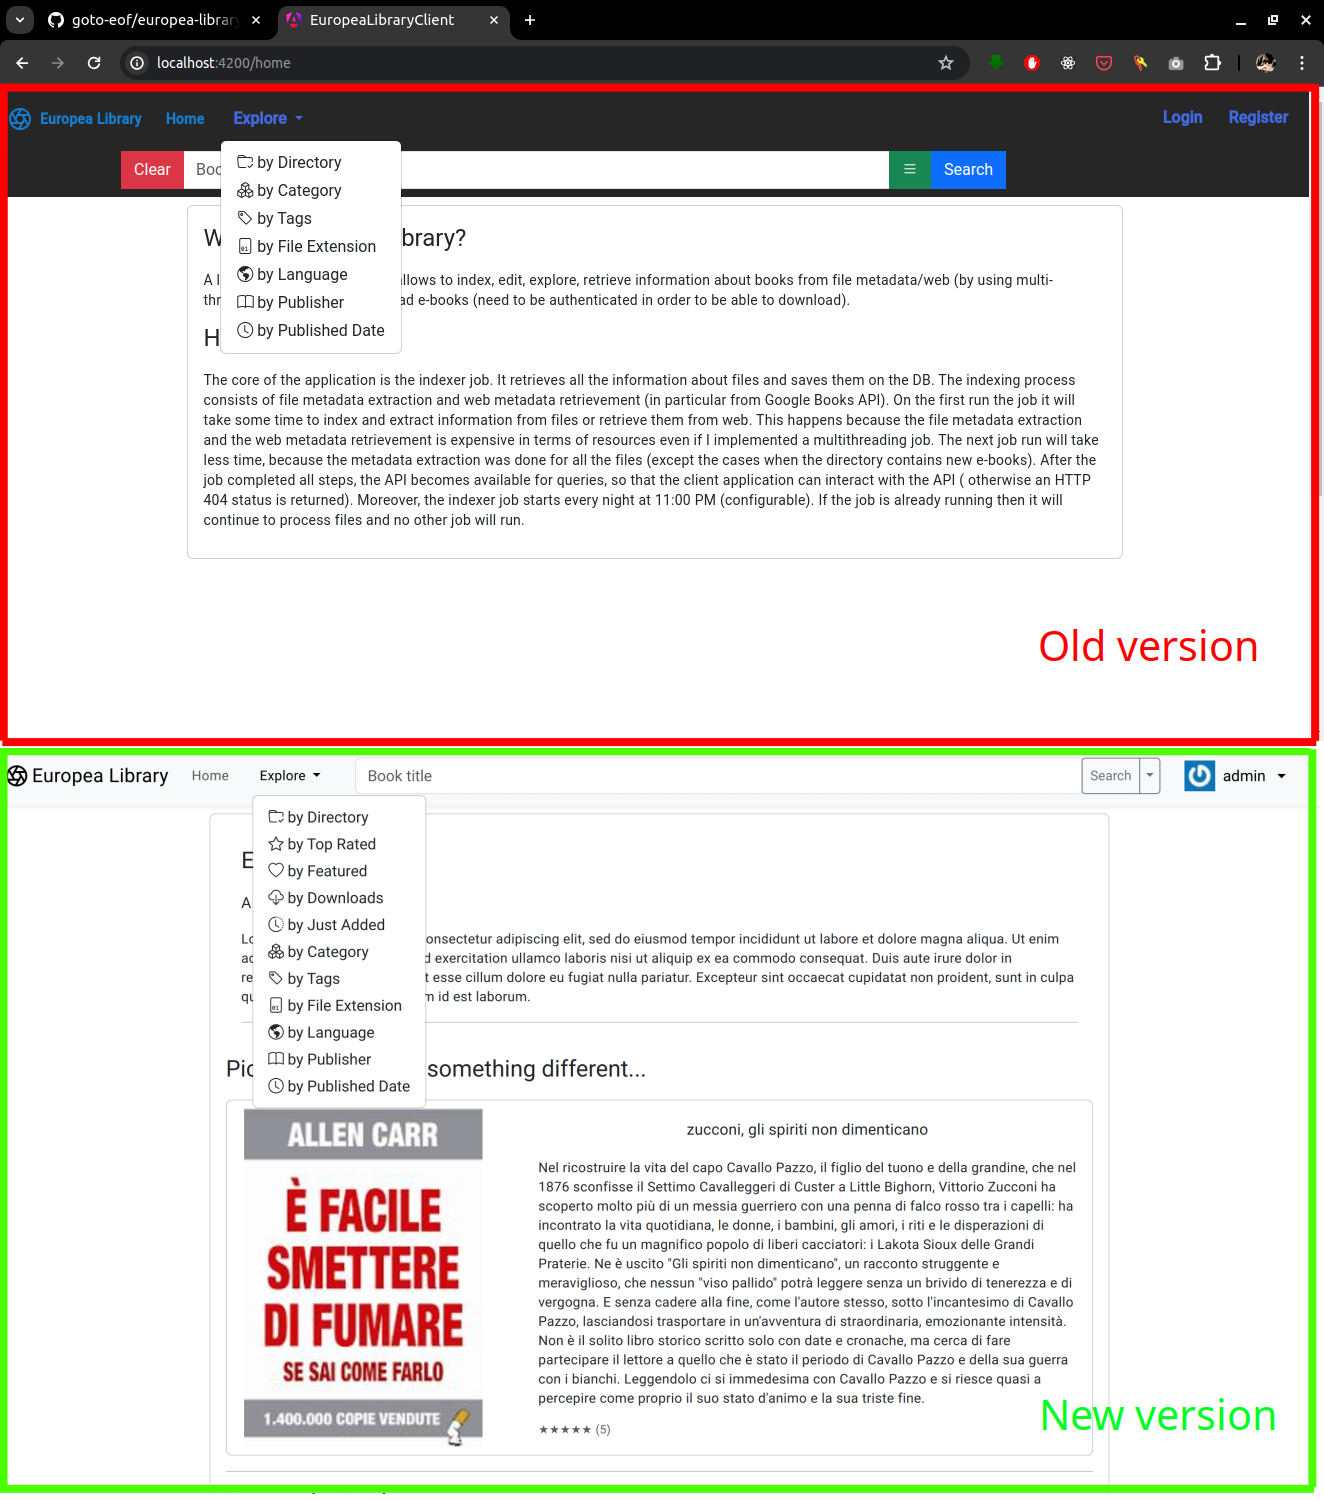 goto-eof/europea-library
EuropeaLibraryClient
localhost:4200/home
Europea Library
Home
Explore
Login
Register
Clear
Search
by Directory
by Category
by Tags
by File Extension
by Language
by Publisher
by Published Date
brary?
allows to index, edit, explore, retrieve information about books from file metadata/web (by using multi-
ad e-books (need to be authenticated in order to be able to download).
The core of the application is the indexer job. It retrieves all the information about files and saves them on the DB. The indexing process
consists of file metadata extraction and web metadata retrievement (in particular from Google Books API). On the first run the job it will
take some time to index and extract information from files or retrieve them from web. This happens because the file metadata extraction
and the web metadata retrievement is expensive in terms of resources even if I implemented a multithreading job. The next job run will take
less time, because the metadata extraction was done for all the files (except the cases when the directory contains new e-books). After the
job completed all steps, the API becomes available for queries, so that the client application can interact with the API ( otherwise an HTTP
404 status is returned). Moreover, the indexer job starts every night at 11:00 PM (configurable). If the job is already running then it will
continue to process files and no other job will run.
Old version
Europea Library
Home
Explore
Book title
Search
admin
by Directory
by Top Rated
by Featured
by Downloads
by Just Added
by Category
by Tags
by File Extension
by Language
by Publisher
by Published Date
onsectetur adipiscing elit, sed do eiusmod tempor incididunt ut labore et dolore magna aliqua. Ut enim
d exercitation ullamco laboris nisi ut aliquip ex ea commodo consequat. Duis aute irure dolor in
t esse cillum dolore eu fugiat nulla pariatur. Excepteur sint occaecat cupidatat non proident, sunt in culpa
m id est laborum.
something different...
ALLEN CARR
È FACILE
SMETTERE
DI FUMARE
SE SAI COME FARLO
1.400.000 COPIE VENDUTE
zucconi, gli spiriti non dimenticano
Nel ricostruire la vita del capo Cavallo Pazzo, il figlio del tuono e della grandine, che nel
1876 sconfisse il Settimo Cavalleggeri di Custer a Little Bighorn, Vittorio Zucconi ha
scoperto molto più di un messia guerriero con una penna di falco rosso tra i capelli: ha
incontrato la vita quotidiana, le donne, i bambini, gli amori, i riti e le disperazioni di
quello che fu un magnifico popolo di liberi cacciatori: i Lakota Sioux delle Grandi
Praterie. Ne è uscito "Gli spiriti non dimenticano", un racconto struggente e
meraviglioso, che nessun "viso pallido" potrà leggere senza un brivido di tenerezza e di
vergogna. E senza cadere alla fine, come l'autore stesso, sotto l'incantesimo di Cavallo
Pazzo, lasciandosi trasportare in un'avventura di straordinaria, emozionante intensità.
Non è il solito libro storico scritto solo con date e cronache, ma cerca di fare
partecipare il lettore a quello che è stato il periodo di Cavallo Pazzo e della sua guerra
con i bianchi. Leggendolo ci si immedesima con Cavallo Pazzo e si riesce quasi a
percepire come proprio il suo stato d'animo e la sua triste fine.
★★★★★ (5)
New version